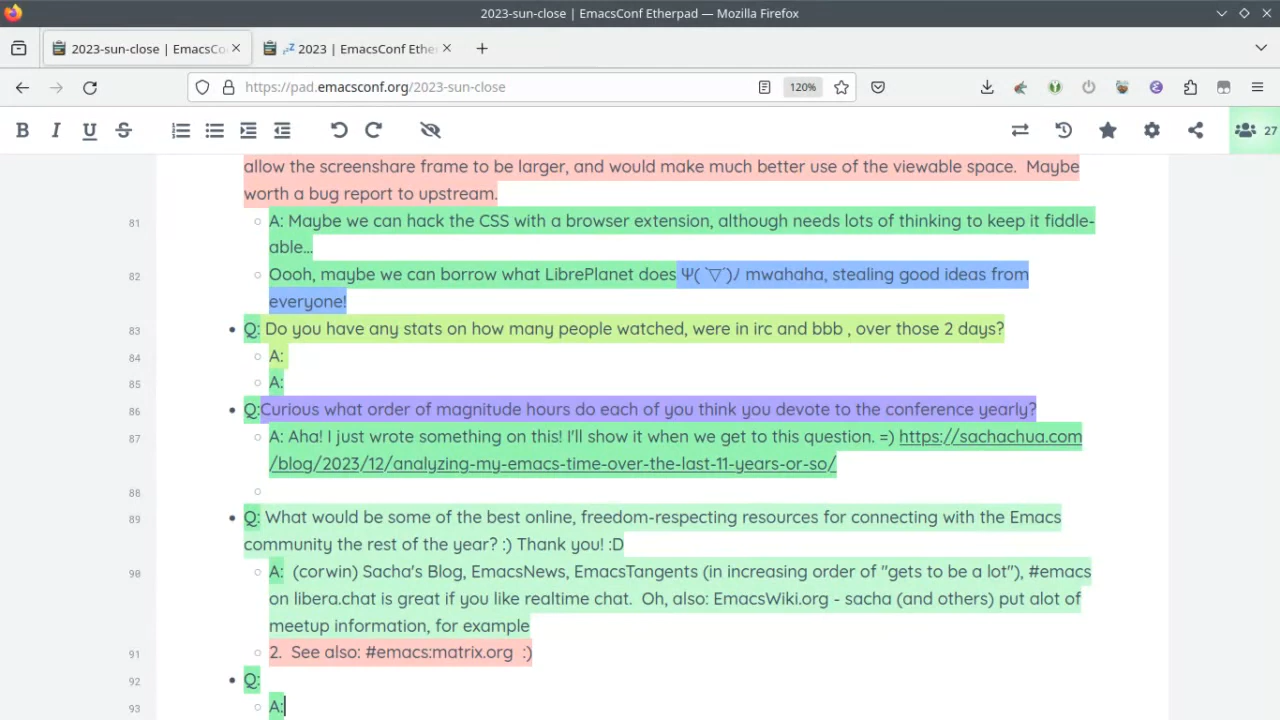 2023-sun-close | EmacsConf Etherpad — Mozilla Firefox
2023-sun-close | EmacsCo
💤 2023 | EmacsConf Ether
https://pad.emacsconf.org/2023-sun-close
120%
B I U S
27
allow the screenshare frame to be larger, and would make much better use of the viewable space.  Maybe
worth a bug report to upstream.
81 A: Maybe we can hack the CSS with a browser extension, although needs lots of thinking to keep it fiddle-
able...
82 Oooh, maybe we can borrow what LibrePlanet does Ψ( `▽´)ﾉ mwahaha, stealing good ideas from
everyone!
83 Q: Do you have any stats on how many people watched, were in irc and bbb , over those 2 days?
84 A:
85 A:
86 Q:Curious what order of magnitude hours do each of you think you devote to the conference yearly?
87 A: Aha! I just wrote something on this! I'll show it when we get to this question. =) https://sachachua.com
/blog/2023/12/analyzing-my-emacs-time-over-the-last-11-years-or-so/
88
89 Q: What would be some of the best online, freedom-respecting resources for connecting with the Emacs
community the rest of the year? :) Thank you! :D
90 A:  (corwin) Sacha's Blog, EmacsNews, EmacsTangents (in increasing order of "gets to be a lot"), #emacs
on libera.chat is great if you like realtime chat.  Oh, also: EmacsWiki.org - sacha (and others) put alot of
meetup information, for example
91 2.  See also: #emacs:matrix.org  :)
92 Q:
93 A: